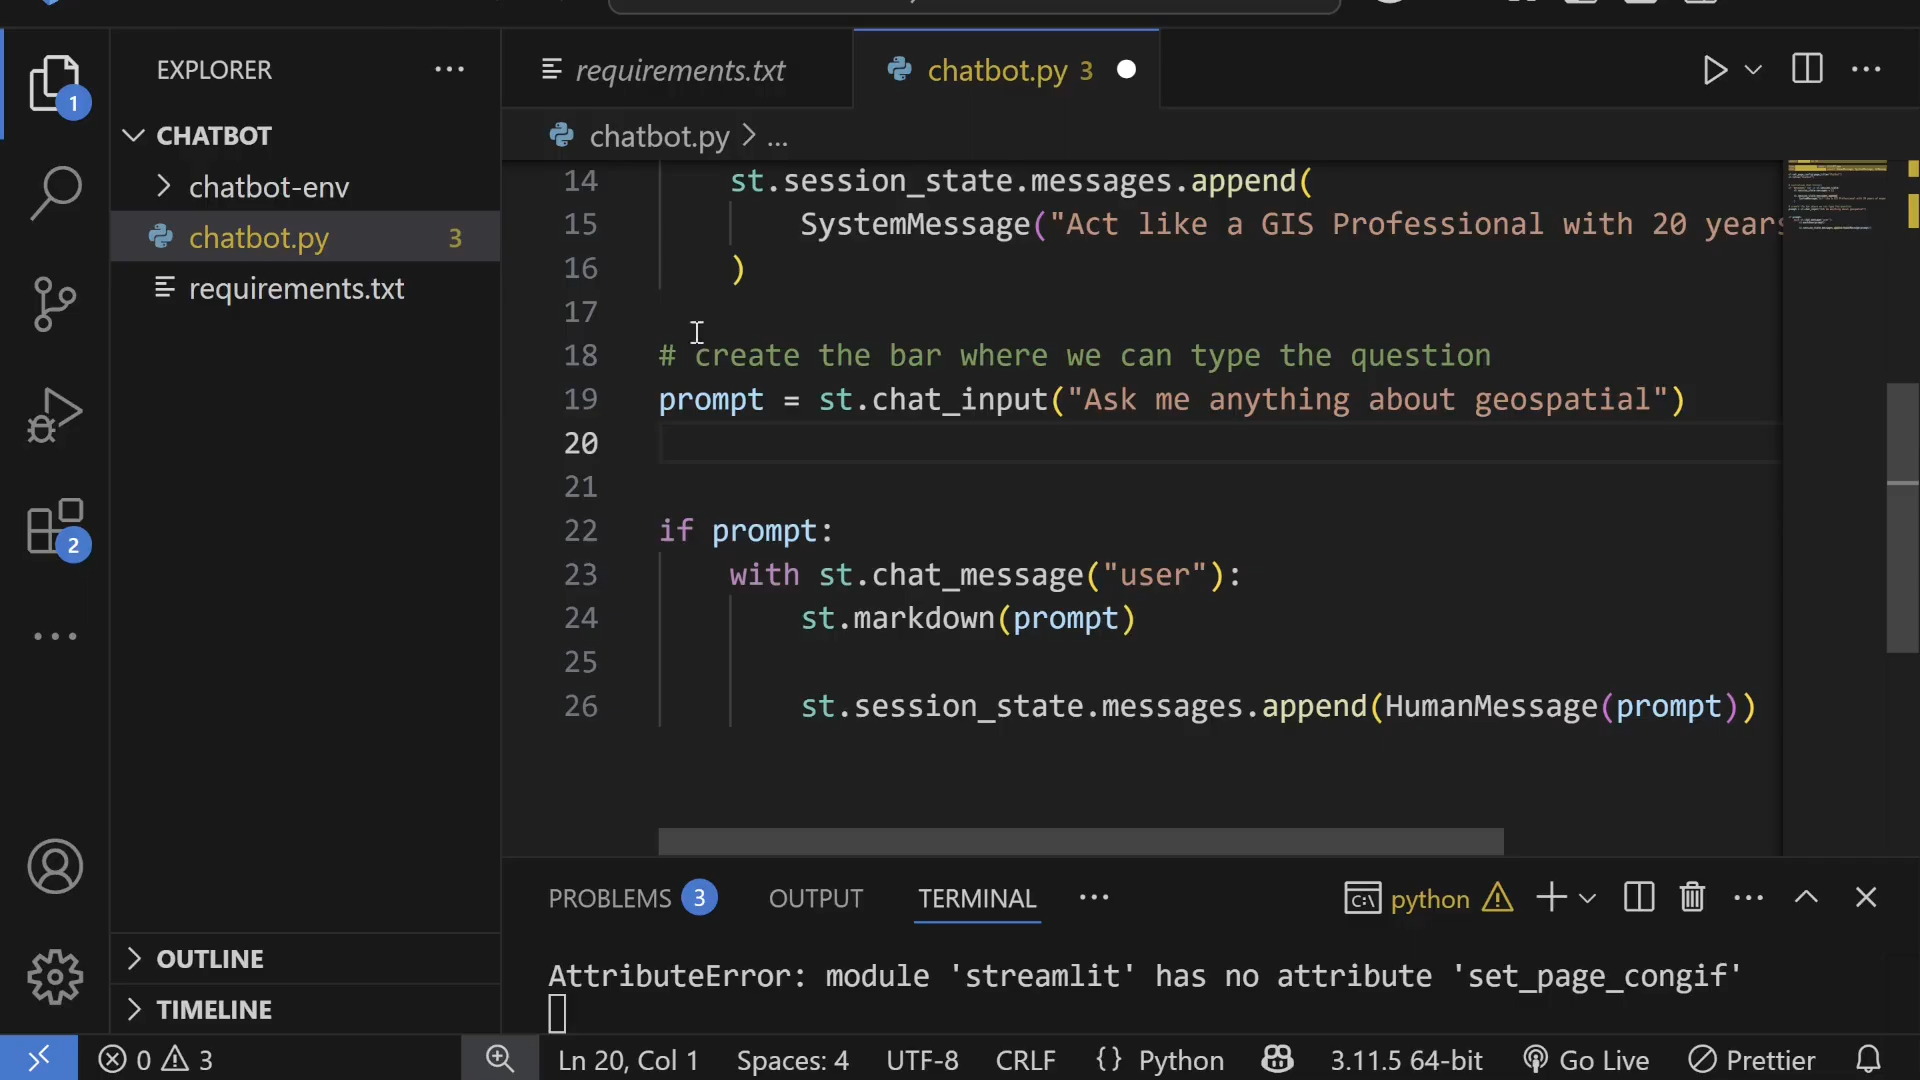 EXPLORER
requirements.txt
chatbot.py 3
1
CHATBOT
chatbot.py > ...
chatbot-env
chatbot.py 3
requirements.txt
2
14 st.session_state.messages.append(
15 SystemMessage("Act like a GIS Professional with 20 years
16 )
17
18 # create the bar where we can type the question
19 prompt = st.chat_input("Ask me anything about geospatial")
20
21
22 if prompt:
23 with st.chat_message("user"):
24 st.markdown(prompt)
25
26 st.session_state.messages.append(HumanMessage(prompt))
PROBLEMS 3 OUTPUT TERMINAL ... python
AttributeError: module 'streamlit' has no attribute 'set_page_congif'
OUTLINE
TIMELINE
0 3 Ln 20, Col 1 Spaces: 4 UTF-8 CRLF {} Python 3.11.5 64-bit Go Live Prettier